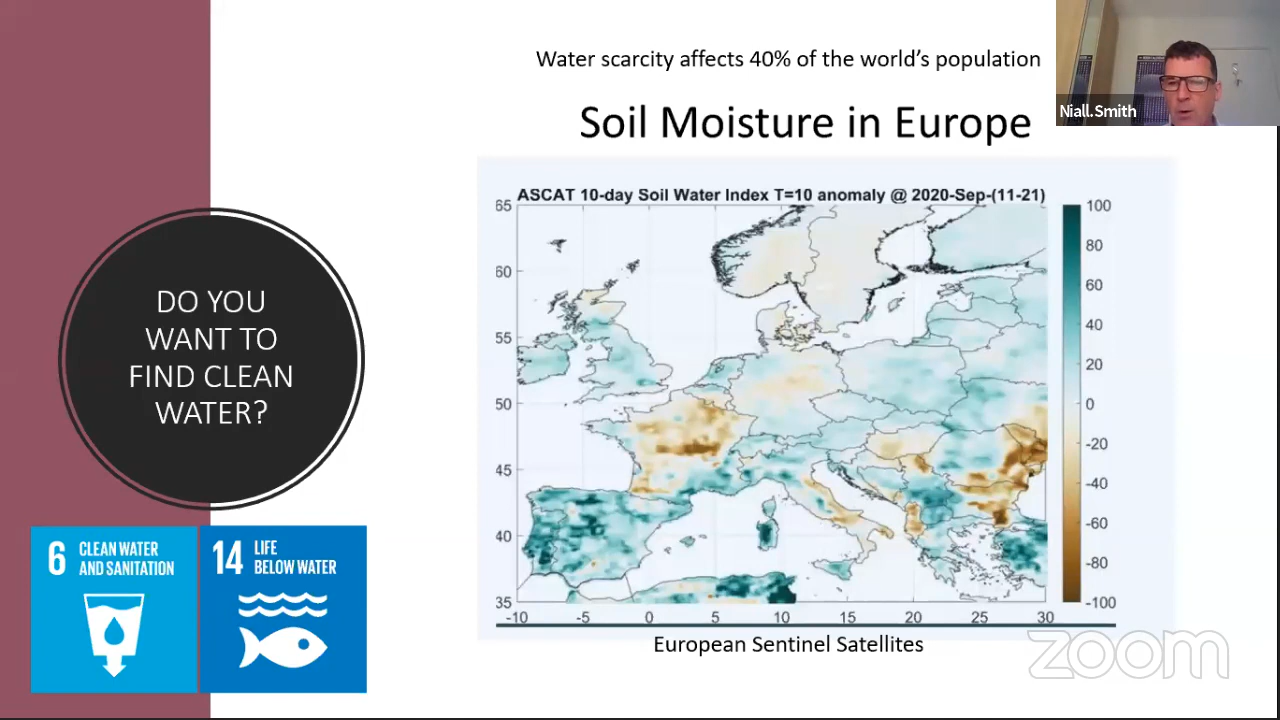 Water scarcity affects 40% of the world's population
Niall.Smith
Soil Moisture in Europe
DO YOU
WANT TO
FIND CLEAN
WATER?
ASCAT 10-day Soil Water Index T=10 anomaly @ 2020-Sep-(11-21)
65
60
55
50
45
40
35
-10
-5
0
5
10
15
20
25
30
100
80
60
40
20
0
-20
-40
-60
-80
-100
European Sentinel Satellites
6 CLEAN WATER
AND SANITATION
14 LIFE
BELOW WATER
zoom